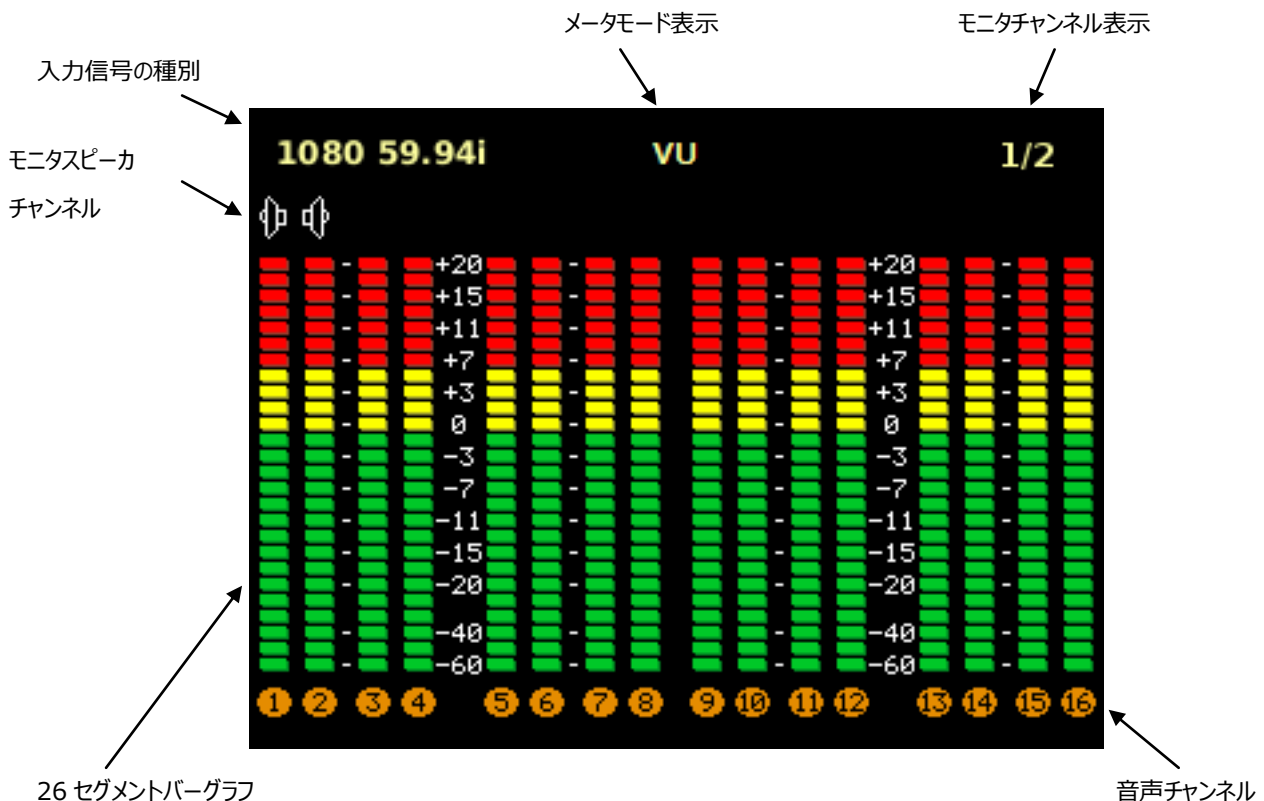 メータモード表示 モニタチャンネル表示
入力信号の種別
1080 59.94i VU 1/2
モニタスピーカ
チャンネル
+20 +20
+15 +15
+11 +11
+7 +7
+3 +3
0 0
-3 -3
-7 -7
-11 -11
-15 -15
-20 -20
-40 -40
-60 -60
1 2 3 4 5 6 7 8 9 10 11 12 13 14 15 16
26 セグメントバーグラフ 音声チャンネル